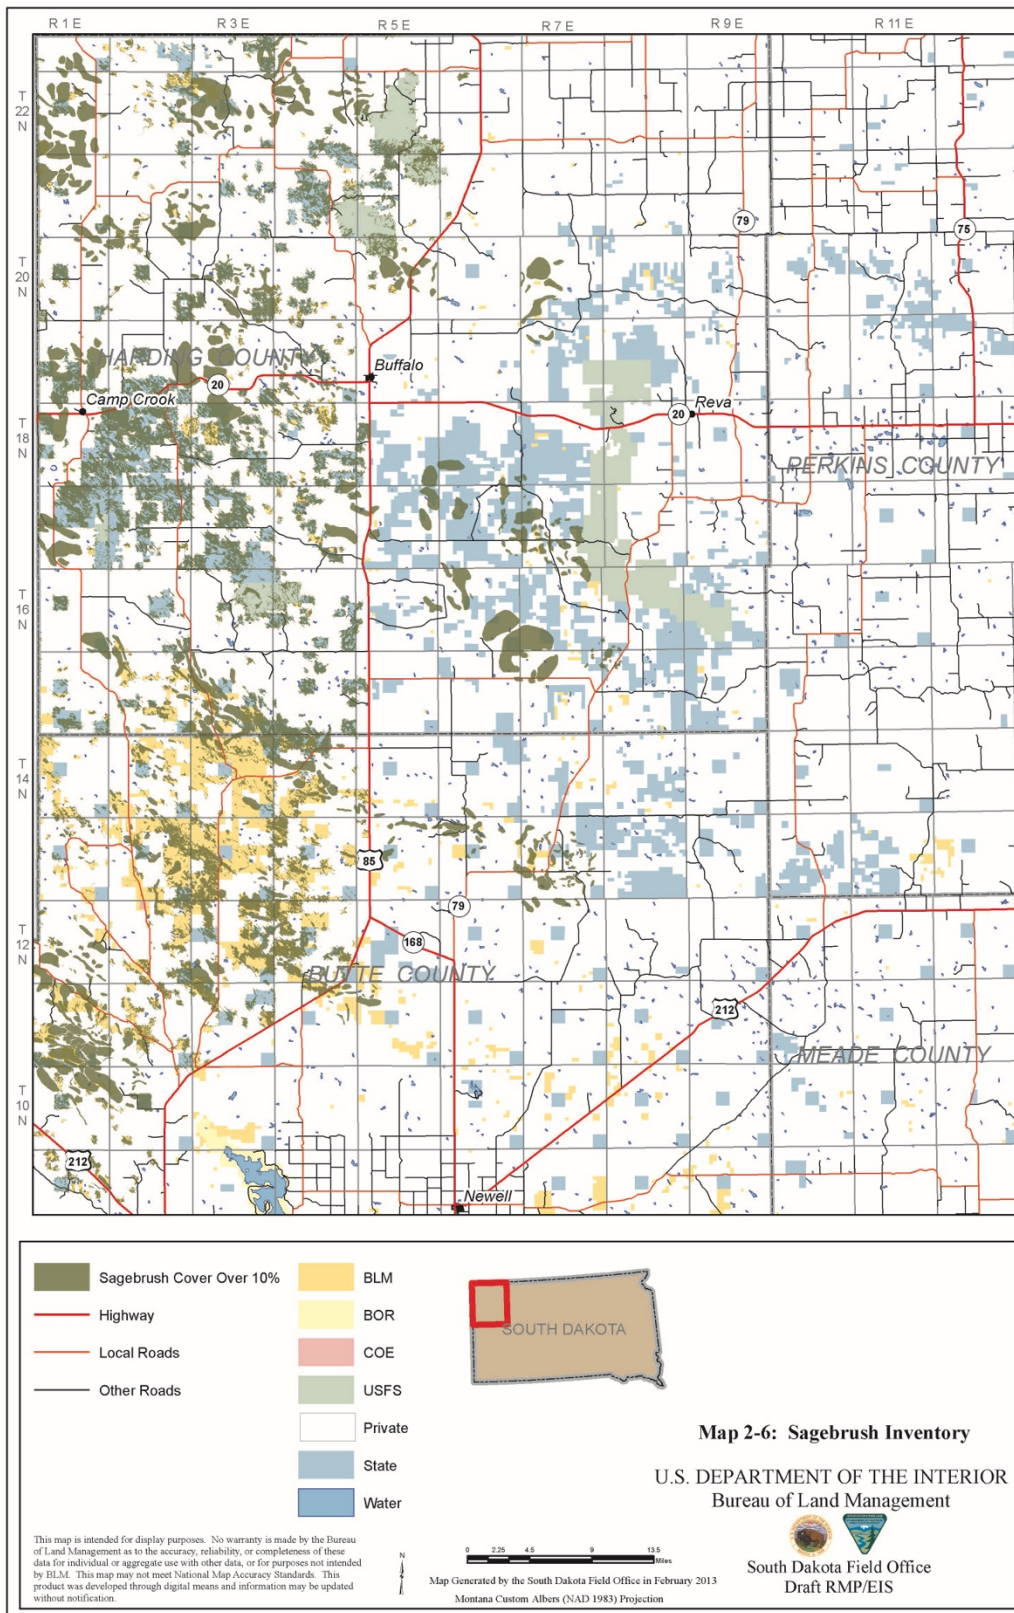 R 1 E R 3 E R 5 E R 7 E R 9 E R 11 E
T
22
N
79
75
T
20
N
HARDING COUNTY
Buffalo
20
Camp Crook
Reva
20
T
18
N
PERKINS COUNTY
T
16
N
T
14
N
85
79
T
12
N
168
BUTTE COUNTY
212
MEADE COUNTY
T
10
N
212
Newell
Sagebrush Cover Over 10%
Highway
Local Roads
Other Roads
BLM
BOR
COE
USFS
Private
State
Water
SOUTH DAKOTA
Map 2-6: Sagebrush Inventory
U.S. DEPARTMENT OF THE INTERIOR
Bureau of Land Management
South Dakota Field Office
Draft RMP/EIS
This map is intended for display purposes. No warranty is made by the Bureau
of Land Management as to the accuracy, reliability, or completeness of these
data for individual or aggregate use with other data, or for purposes not intended
by BLM. This map may not meet National Map Accuracy Standards. This
product was developed through digital means and information may be updated
without notification.
N
0 2.25 4.5 9 13.5
Miles
Map Generated by the South Dakota Field Office in February 2013
Montana Custom Albers (NAD 1983) Projection